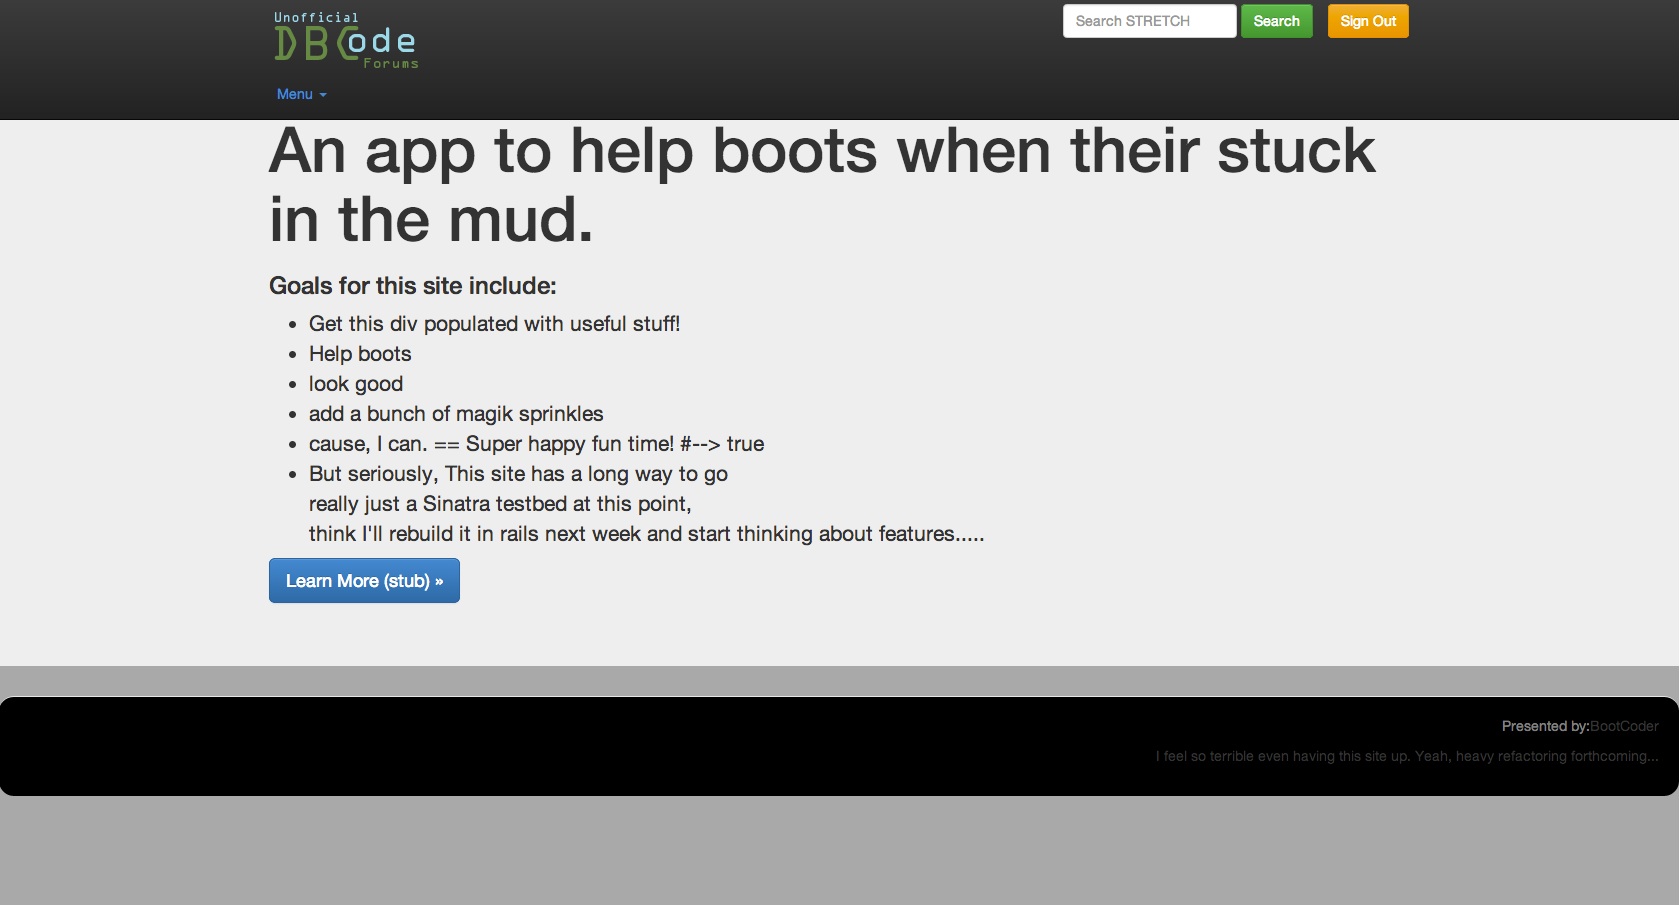 Unofficial
DBCode
Forums
Search STRETCH
Search
Sign Out
Menu
An app to help boots when their stuck
in the mud.
Goals for this site include:
• Get this div populated with useful stuff!
• Help boots
• look good
• add a bunch of magik sprinkles
• cause, I can. == Super happy fun time! #--> true
• But seriously, This site has a long way to go
really just a Sinatra testbed at this point,
think I'll rebuild it in rails next week and start thinking about features.....
Learn More (stub) »
Presented by:BootCoder
I feel so terrible even having this site up. Yeah, heavy refactoring forthcoming...